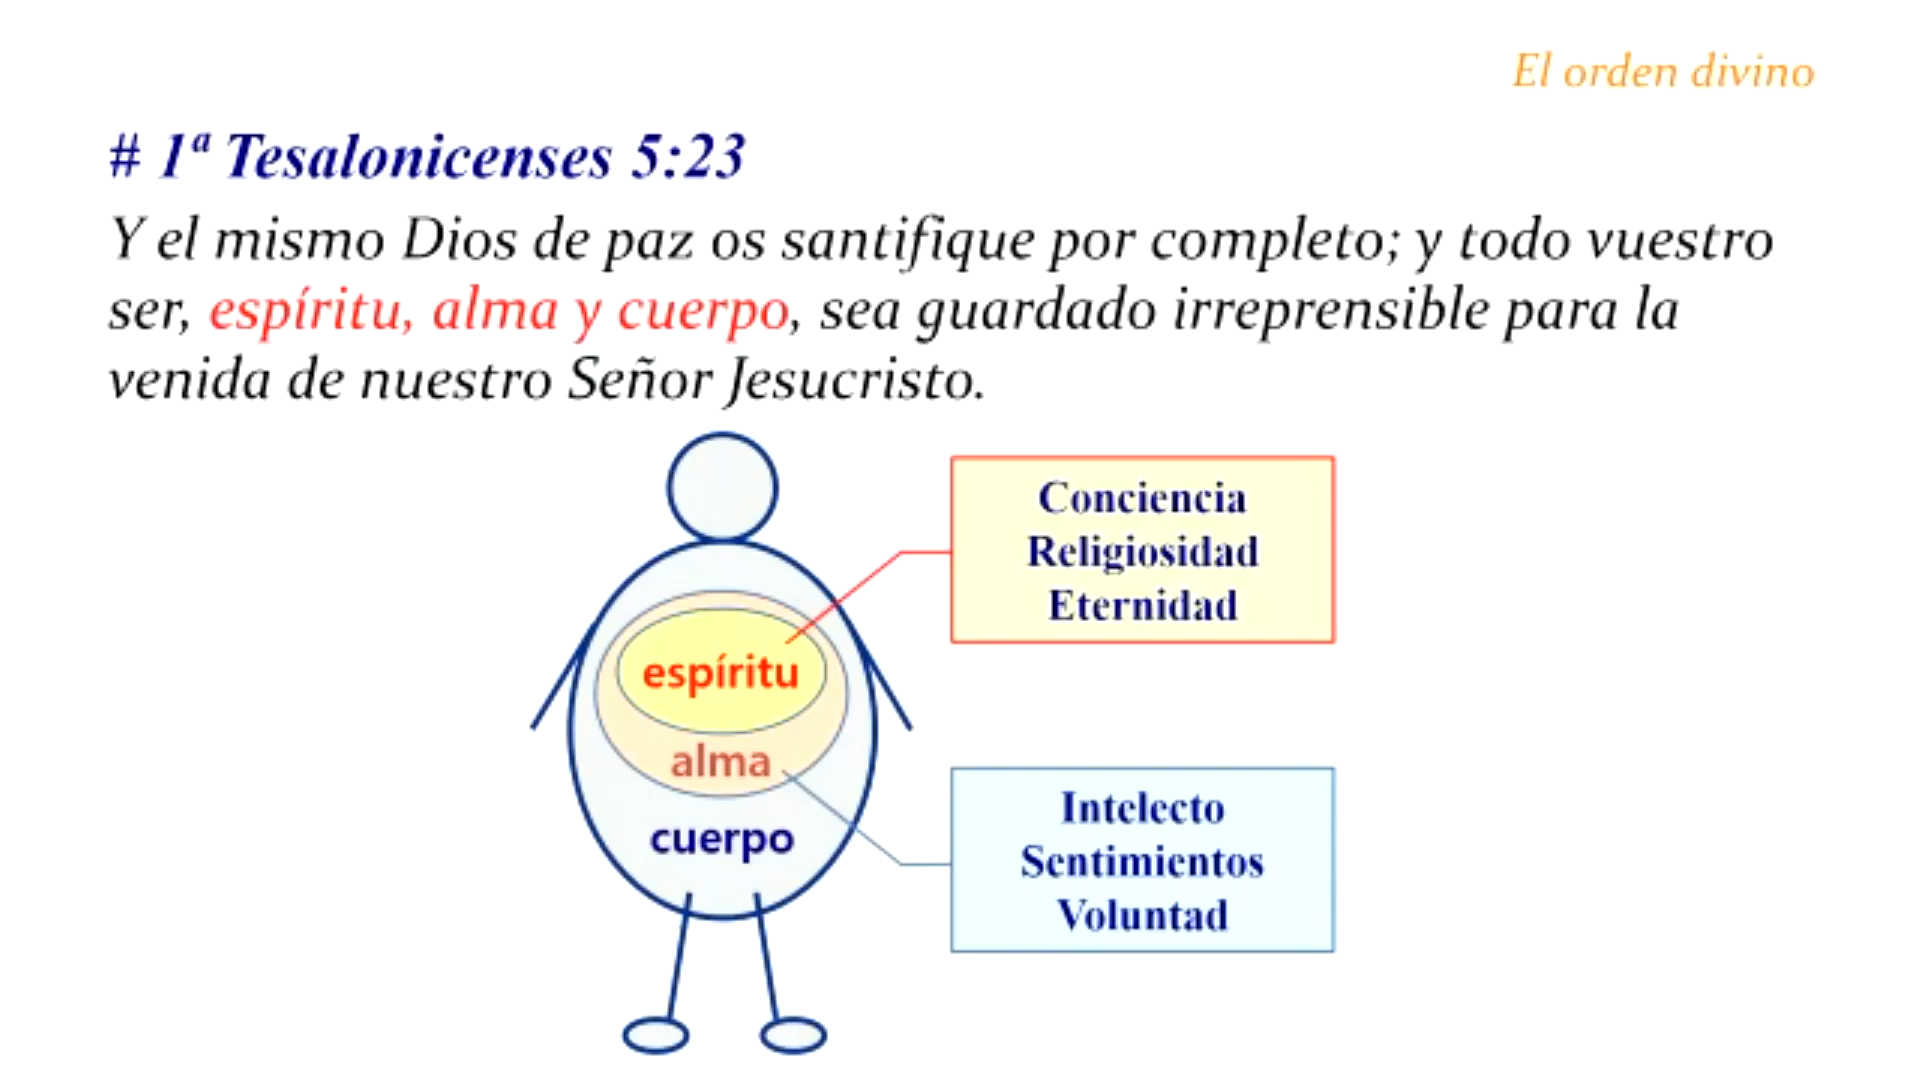 El orden divino
# 1ª Tesalonicenses 5:23
Y el mismo Dios de paz os santifique por completo; y todo vuestro
ser, espíritu, alma y cuerpo, sea guardado irreprensible para la
venida de nuestro Señor Jesucristo.
Conciencia
Religiosidad
Eternidad
espíritu
alma
cuerpo
Intelecto
Sentimientos
Voluntad